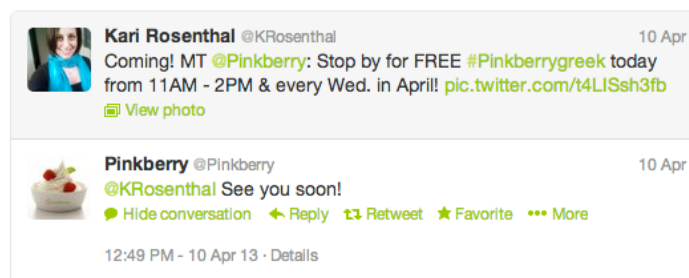 Kari Rosenthal @KRosenthal 10 Apr
Coming! MT @Pinkberry: Stop by for FREE #Pinkberrygreek today
from 11AM - 2PM & every Wed. in April! pic.twitter.com/t4LISsh3fb
View photo
Pinkberry @Pinkberry 10 Apr
@KRosenthal See you soon!
Hide conversation Reply Retweet Favorite ••• More
12:49 PM - 10 Apr 13 · Details